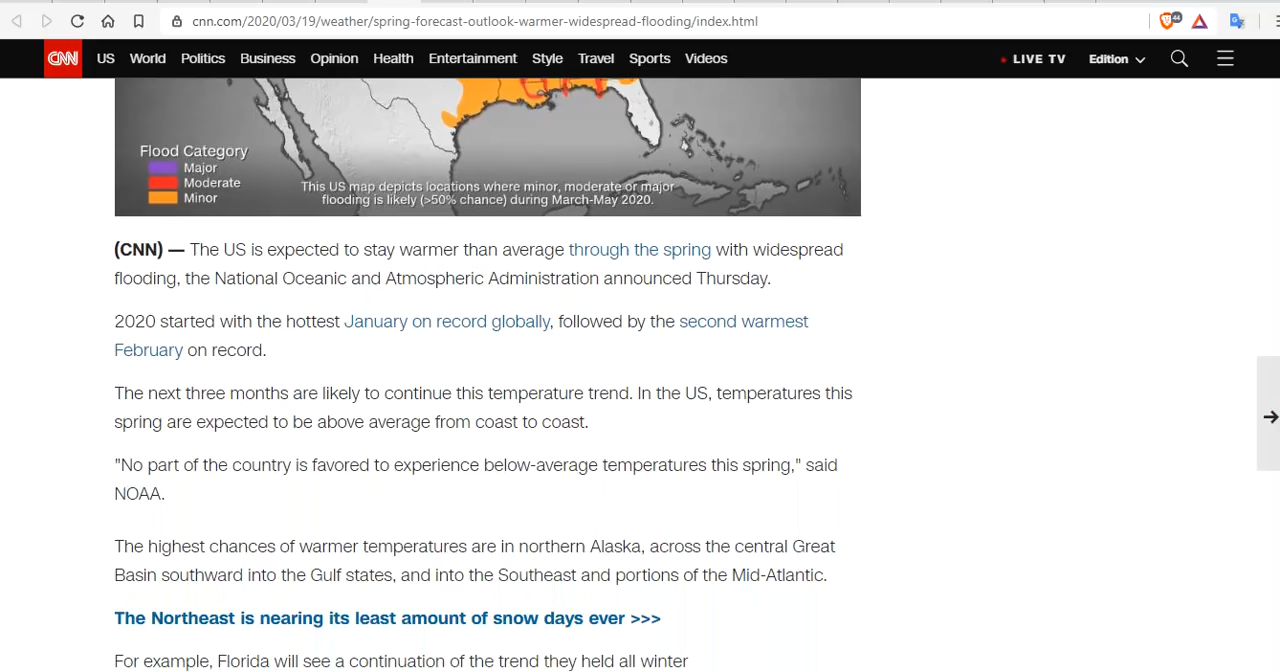 cnn.com/2020/03/19/weather/spring-forecast-outlook-warmer-widespread-flooding/index.html
44
CNN US World Politics Business Opinion Health Entertainment Style Travel Sports Videos LIVE TV Edition
Flood Category
Major
Moderate
Minor
This US map depicts locations where minor, moderate or major
flooding is likely (>50% chance) during March-May 2020.
(CNN) — The US is expected to stay warmer than average through the spring with widespread
flooding, the National Oceanic and Atmospheric Administration announced Thursday.
2020 started with the hottest January on record globally, followed by the second warmest
February on record.
The next three months are likely to continue this temperature trend. In the US, temperatures this
spring are expected to be above average from coast to coast.
"No part of the country is favored to experience below-average temperatures this spring," said
NOAA.
The highest chances of warmer temperatures are in northern Alaska, across the central Great
Basin southward into the Gulf states, and into the Southeast and portions of the Mid-Atlantic.
The Northeast is nearing its least amount of snow days ever >>>
For example, Florida will see a continuation of the trend they held all winter